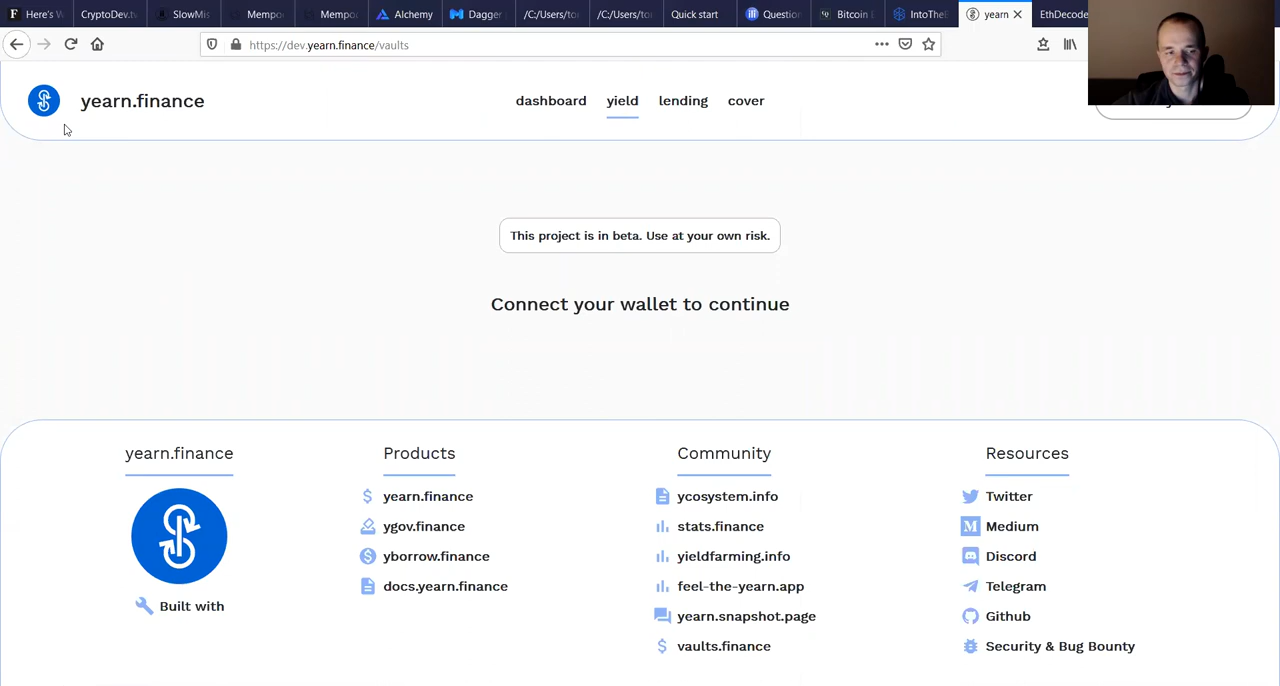 Here's W
CryptoDev.tv
SlowMis
Mempo
Mempo
Alchemy
Dagger
/C:/Users/to
/C:/Users/to
Quick start
Question
Bitcoin E
IntoTheB
yearn
EthDecode
https://dev.yearn.finance/vaults
yearn.finance
dashboard
yield
lending
cover
This project is in beta. Use at your own risk.
Connect your wallet to continue
yearn.finance
Built with
Products
yearn.finance
ygov.finance
yborrow.finance
docs.yearn.finance
Community
ycosystem.info
stats.finance
yieldfarming.info
feel-the-yearn.app
yearn.snapshot.page
vaults.finance
Resources
Twitter
Medium
Discord
Telegram
Github
Security & Bug Bounty